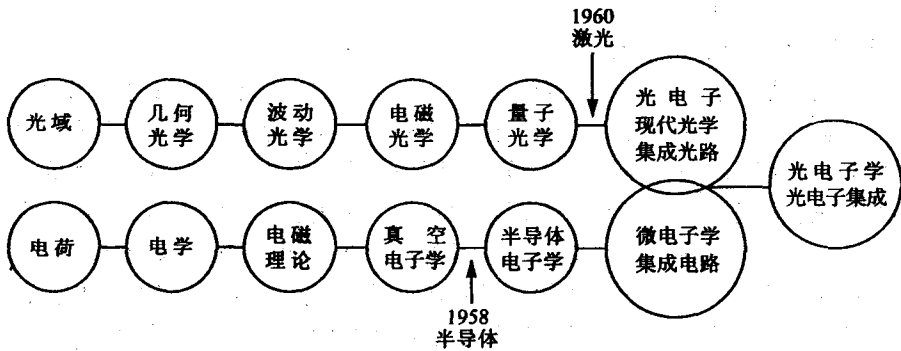 1960
激光
光域
几何
光学
波动
光学
电磁
光学
量子
光学
光电子
现代光学
集成光路
光电子学
光电子集成
电荷
电学
电磁
理论
真空
电子学
半导体
电子学
微电子学
集成电路
1958
半导体